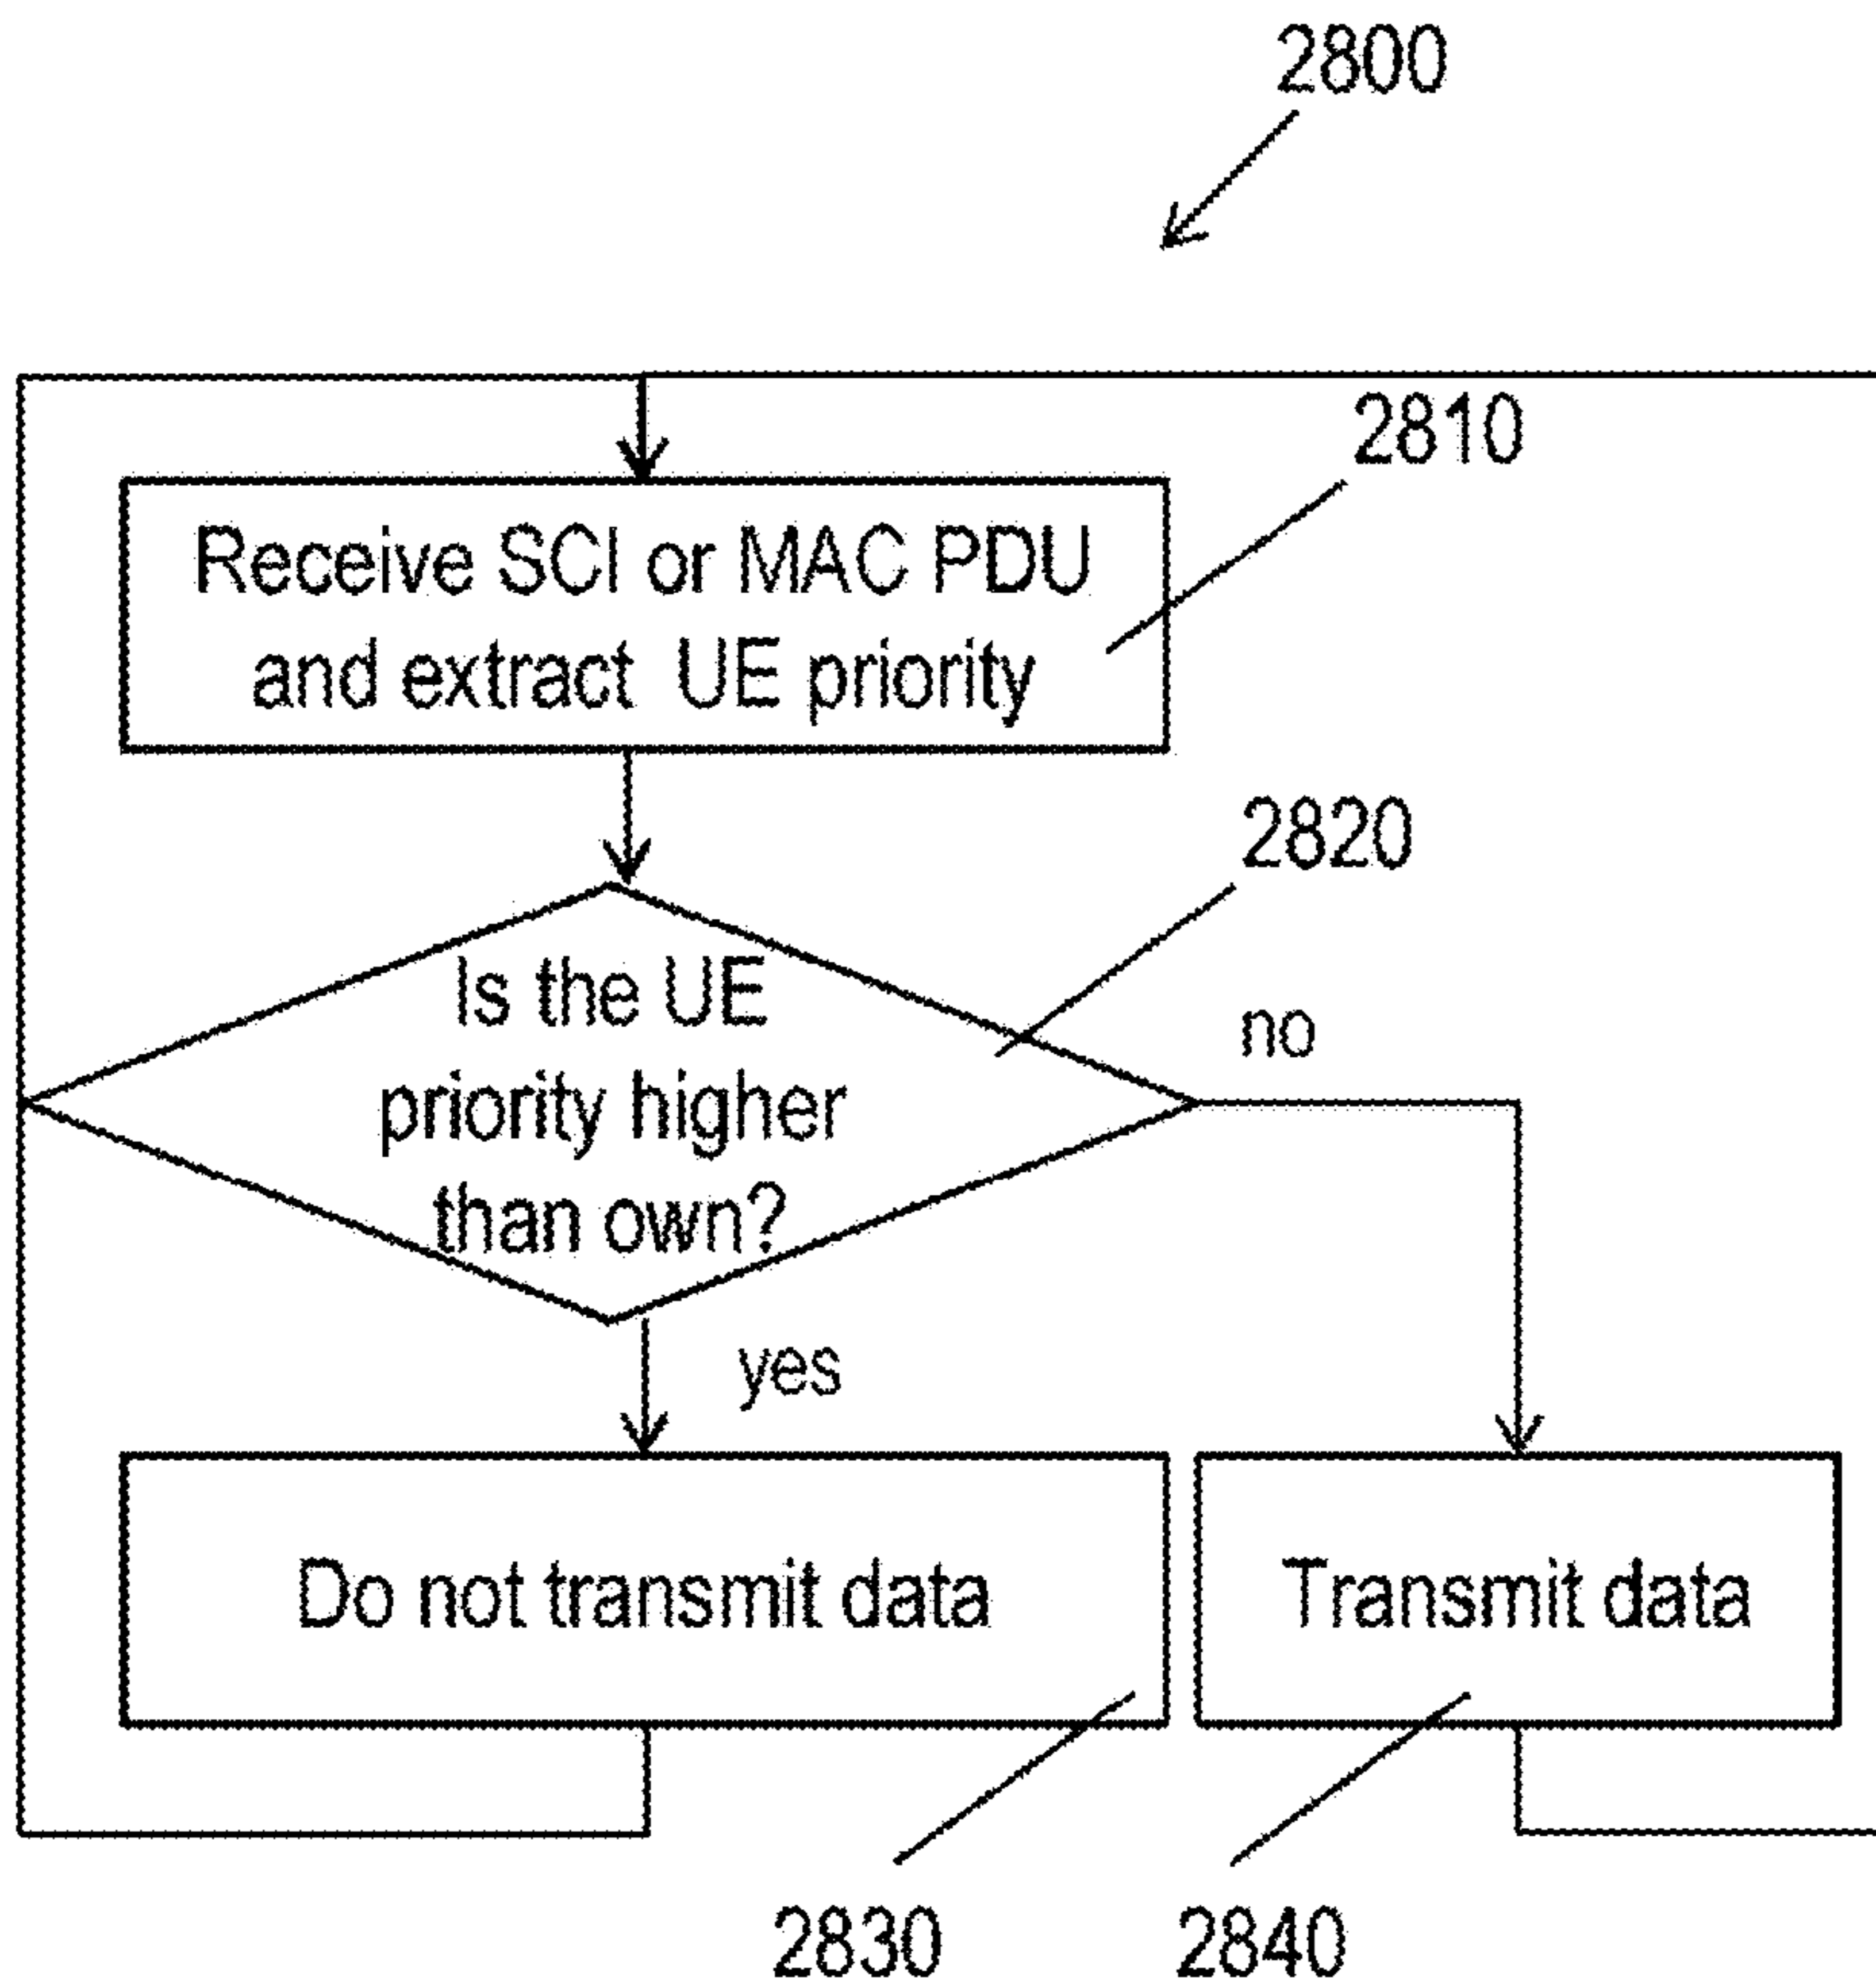 2800
2810
Receive SCI or MAC PDU
and extract UE priority
2820
Is the UE
priority higher
than own?
no
yes
Do not transmit data
Transmit data
2830
2840